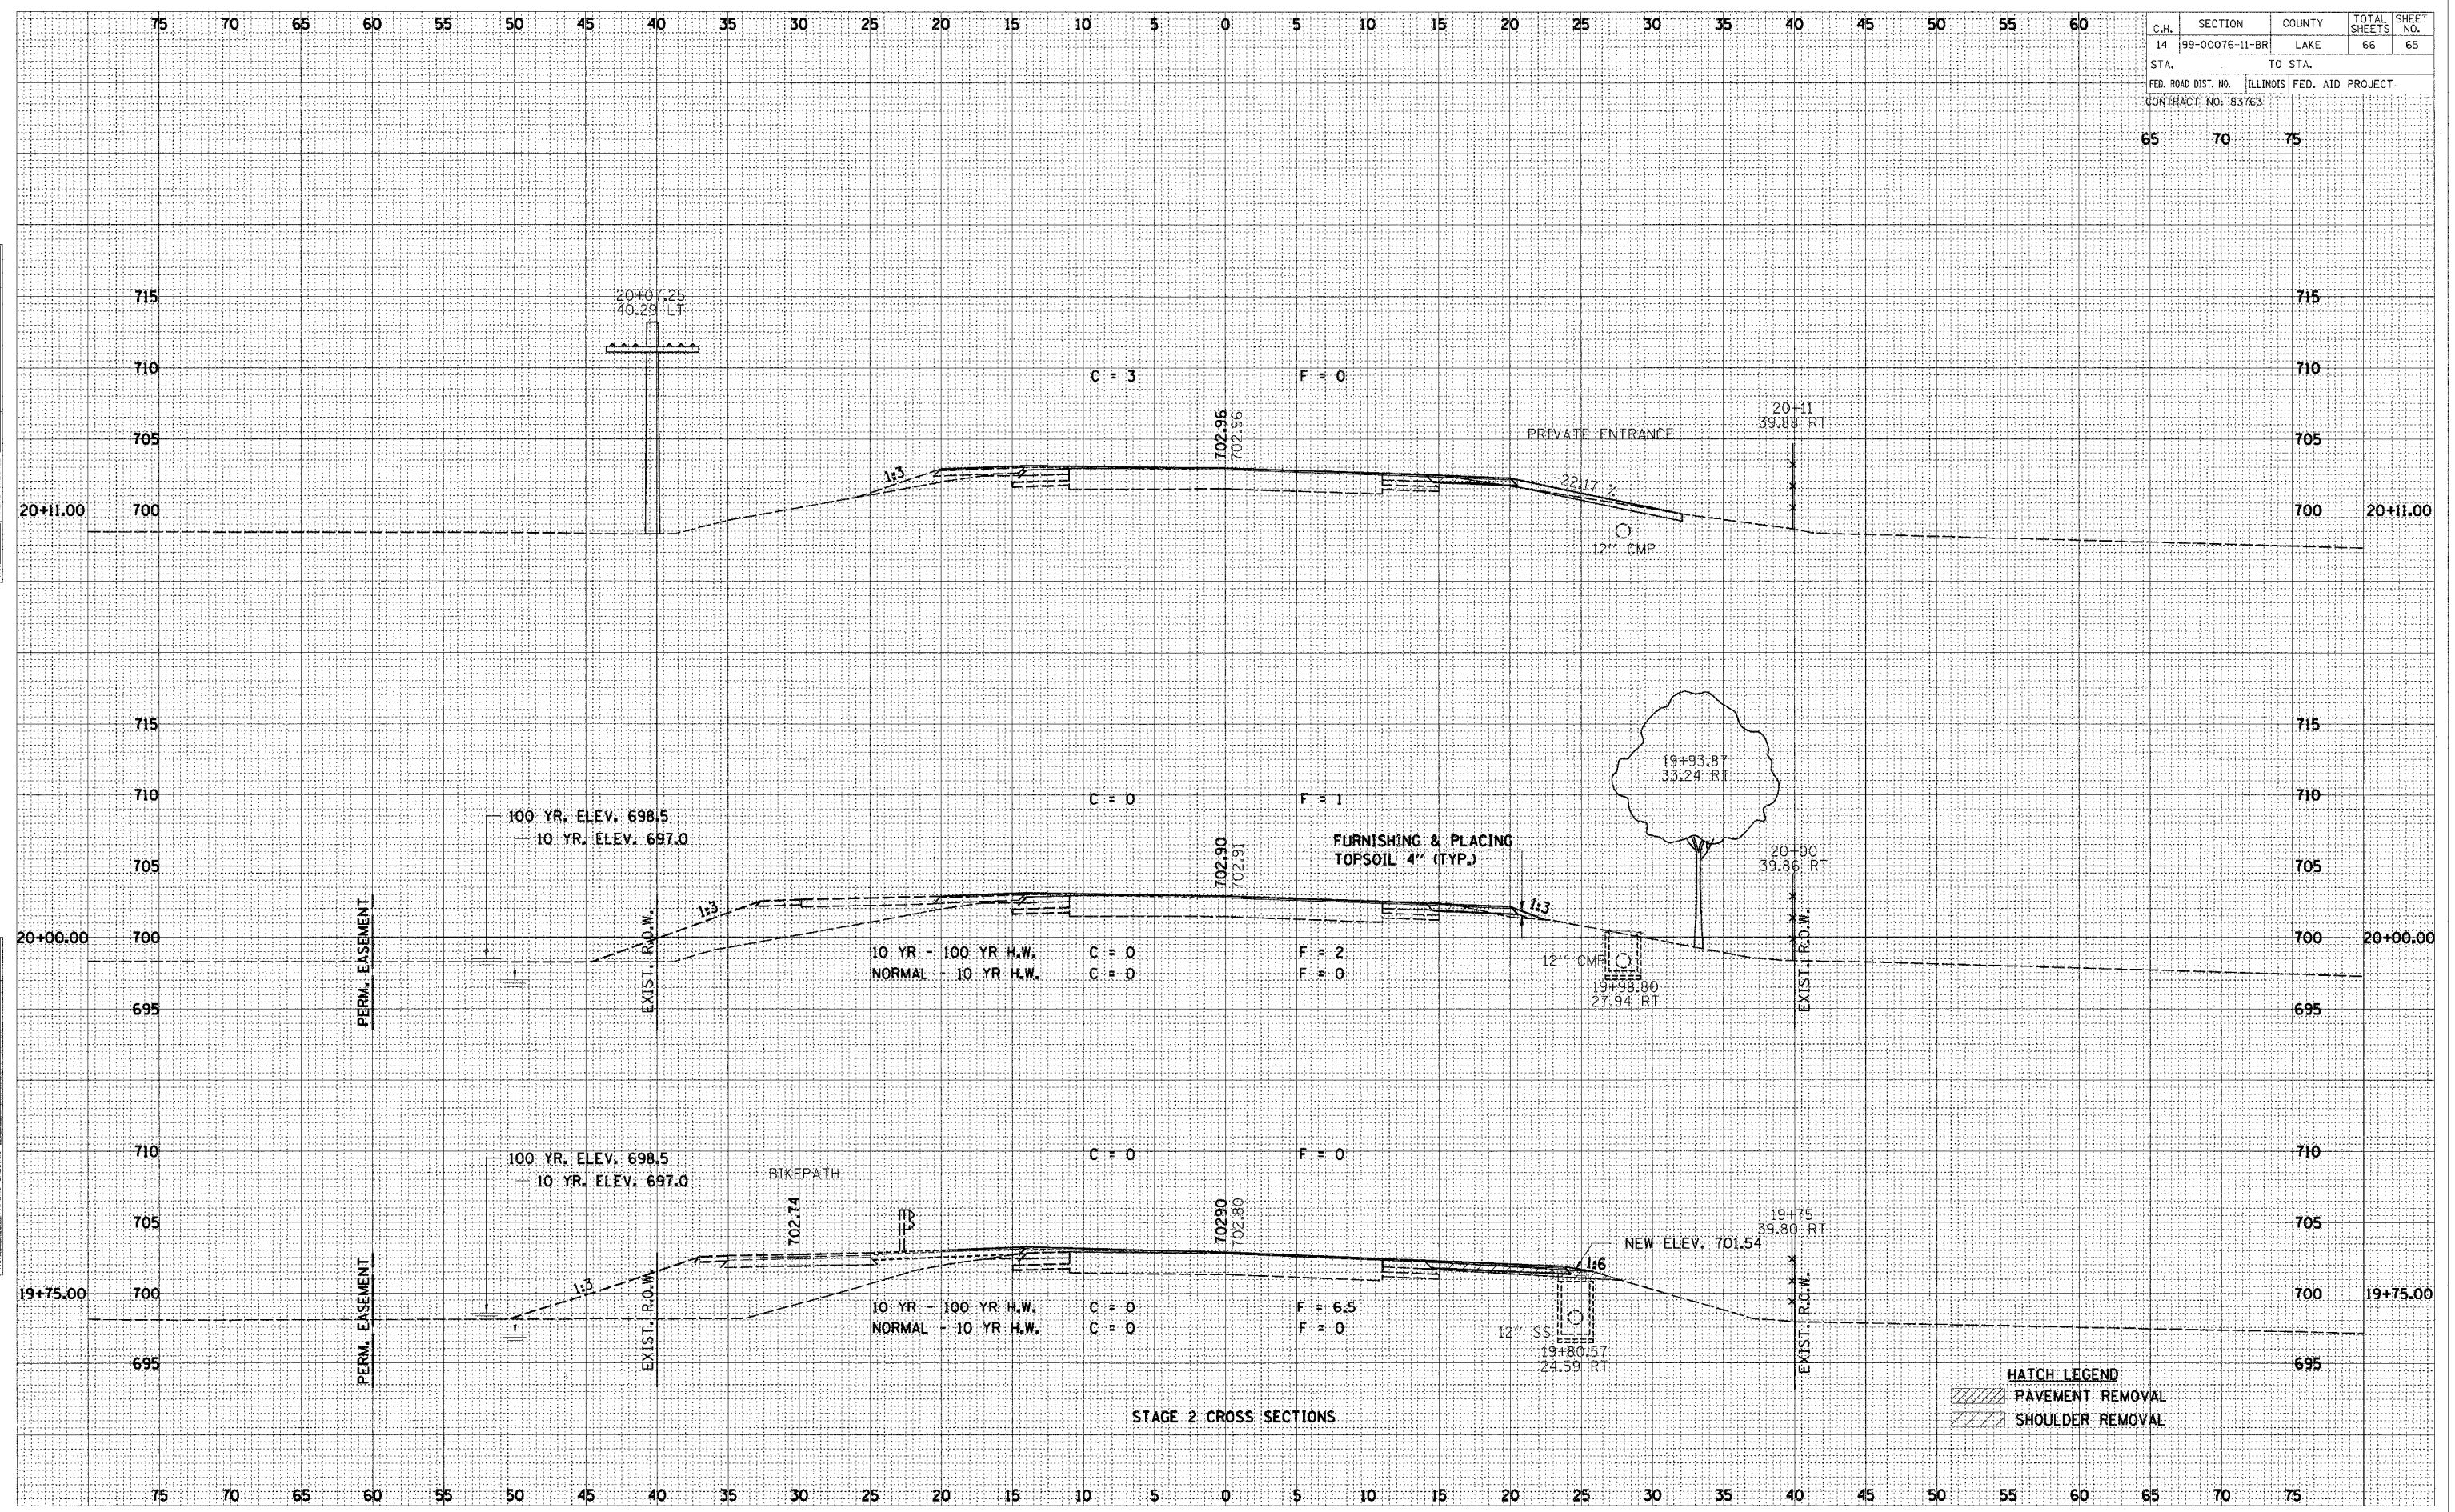 75 70 65 60 55 50 45 40 35 30 25 20 15 10 5 0 5 10 15 20 25 30 35 40 45 50 55 60
C.H. SECTION COUNTY TOTAL SHEETS SHEET NO.
14 99-00076-11-BR LAKE 66 65
STA. TO STA.
FED. ROAD DIST. NO. ILLINOIS FED. AID PROJECT
CONTRACT NO: 83763
65 70 75
715 715
20+07.25
40.29 LT
710 710
C = 3 F = 0
702.96
702.96
20+11
39.88 RT
PRIVATE ENTRANCE
705 705
1:3
-22.17 %
20+11.00 700 700 20+11.00
12" CMP
715 715
19+93.87
33.24 RT
710 710
C = 0 F = 1
100 YR. ELEV. 698.5
10 YR. ELEV. 697.0
702.90
702.91
FURNISHING & PLACING
TOPSOIL 4" (TYP.)
20+00
39.86 RT
705 705
1:3
1:3
PERM. EASEMENT
EXIST. R.O.W.
EXIST. R.O.W.
20+00.00 700 700 20+00.00
10 YR - 100 YR H.W. C = 0 F = 2
NORMAL - 10 YR H.W. C = 0 F = 0
12" CMP
19+98.80
27.94 RT
695 695
710 710
C = 0 F = 0
100 YR. ELEV. 698.5
10 YR. ELEV. 697.0
BIKEPATH
702.74
70290
702.80
19+75
39.80 RT
705 705
NEW ELEV. 701.54
1:6
1:3
PERM. EASEMENT
EXIST. R.O.W.
EXIST. R.O.W.
19+75.00 700 700 19+75.00
10 YR - 100 YR H.W. C = 0 F = 6.5
NORMAL - 10 YR H.W. C = 0 F = 0
12" SS
19+80.57
24.59 RT
695 695
HATCH LEGEND
PAVEMENT REMOVAL
SHOULDER REMOVAL
STAGE 2 CROSS SECTIONS
75 70 65 60 55 50 45 40 35 30 25 20 15 10 5 0 5 10 15 20 25 30 35 40 45 50 55 60 65 70 75